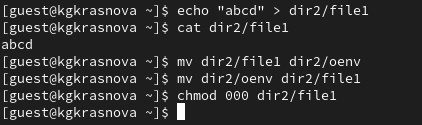 [guest@kgkrasnova ~]$ echo "abcd" > dir2/file1
[guest@kgkrasnova ~]$ cat dir2/file1
abcd
[guest@kgkrasnova ~]$ mv dir2/file1 dir2/oenv
[guest@kgkrasnova ~]$ mv dir2/oenv dir2/file1
[guest@kgkrasnova ~]$ chmod 000 dir2/file1
[guest@kgkrasnova ~]$